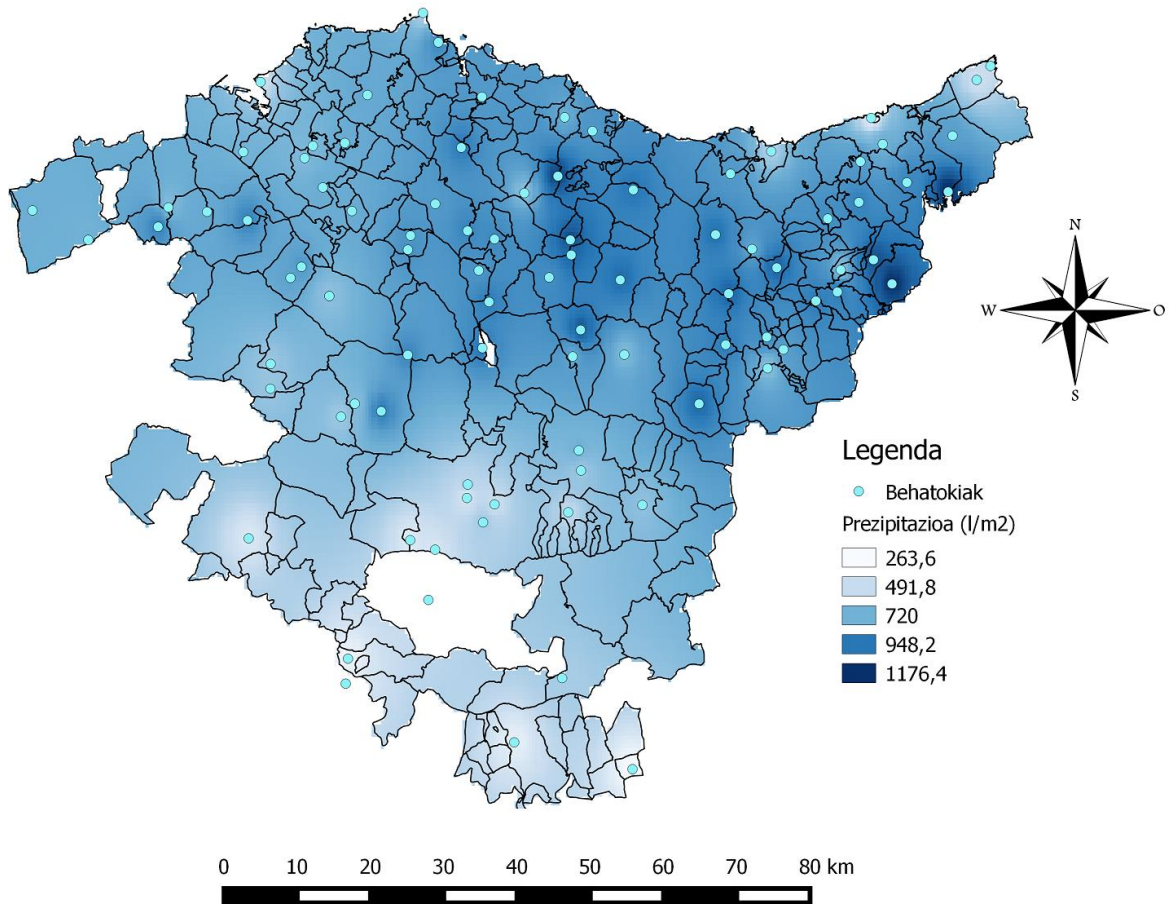 N
W
O
S
Legenda
Behatokiak
Prezipitazioa (l/m2)
263,6
491,8
720
948,2
1176,4
0 10 20 30 40 50 60 70 80 km